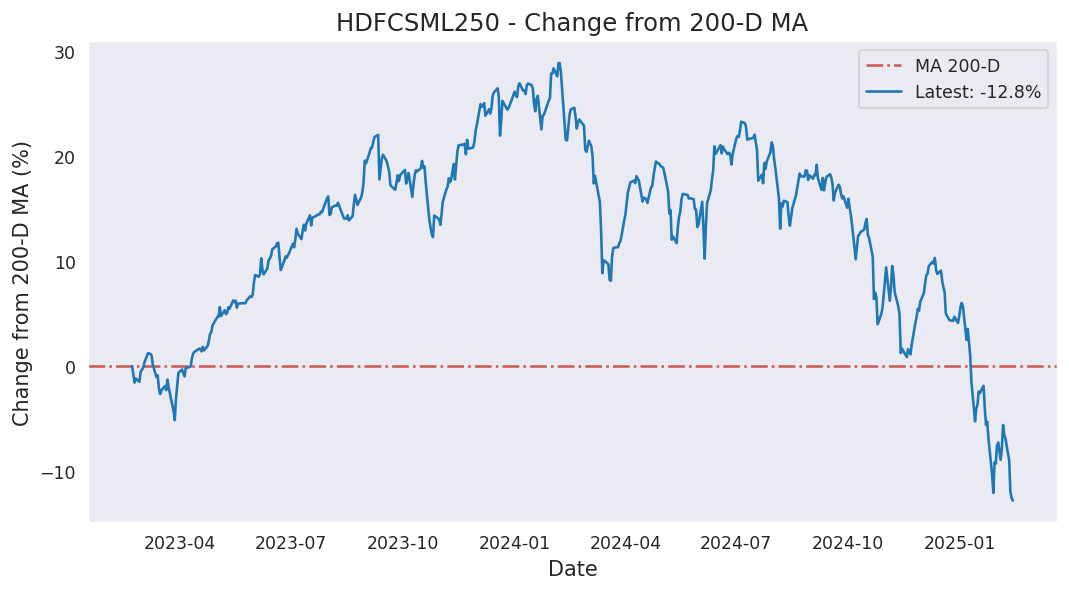 HDFCSML250 - Change from 200-D MA
30
20
10
0
−10
Change from 200-D MA (%)
MA 200-D
Latest: -12.8%
2023-04 2023-07 2023-10 2024-01 2024-04 2024-07 2024-10 2025-01
Date